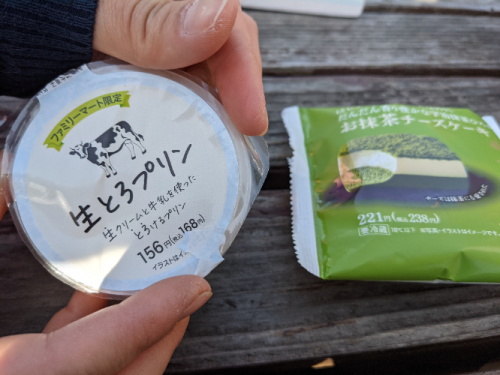 ファミリーマート限定
生とろプリン
生クリームと牛乳を使った
とろけるプリン
156円(税込168円)
イラストはイメージ
お抹茶チーズケーキ
221円(税込238円)
要冷蔵